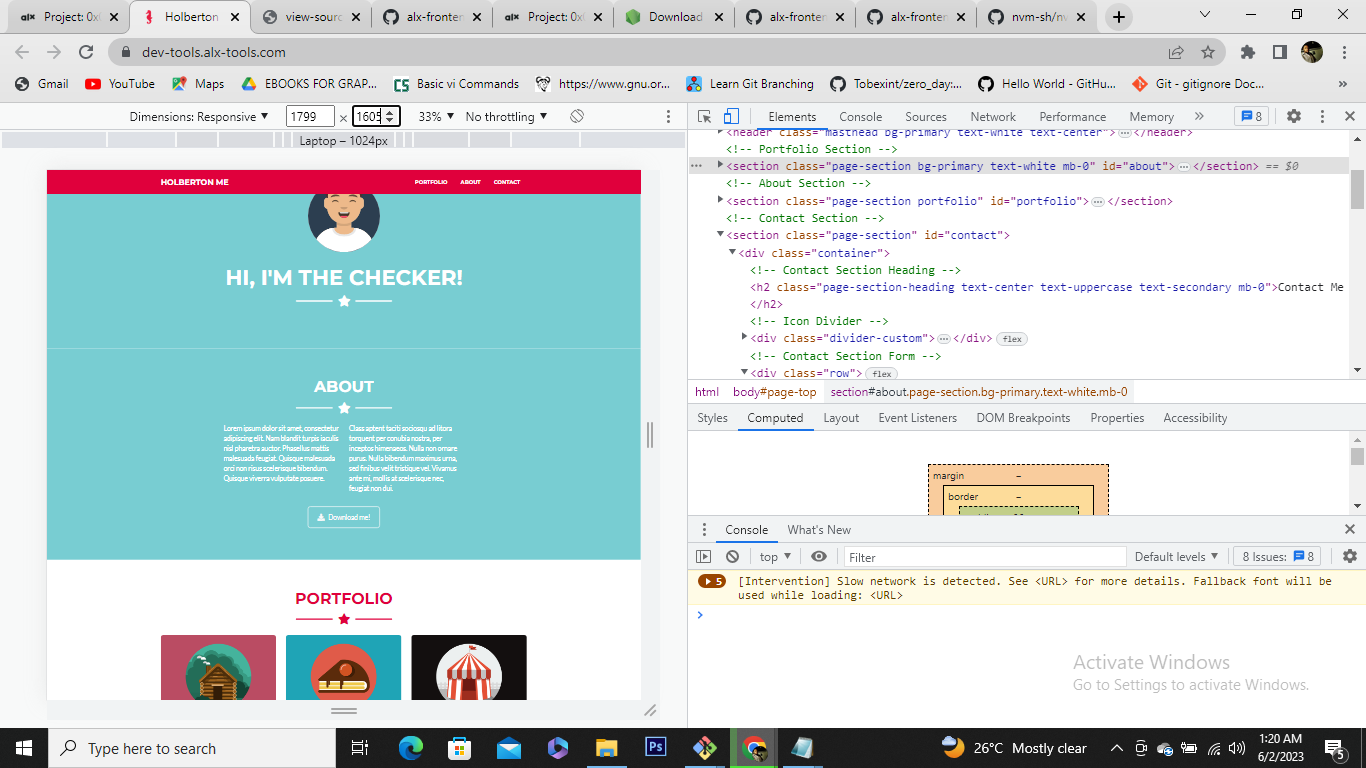 Project: 0x0
Holberton
view-sourc
alx-fronten
Project: 0x0
Download
alx-fronten
alx-fronten
nvm-sh/nv
dev-tools.alx-tools.com
Gmail
YouTube
Maps
EBOOKS FOR GRAP...
Basic vi Commands
https://www.gnu.or...
Learn Git Branching
Tobexint/zero_day:...
Hello World - GitHu...
Git - gitignore Doc...
Dimensions: Responsive
1799 × 1605
33%
No throttling
Laptop – 1024px
HOLBERTON ME
PORTFOLIO
ABOUT
CONTACT
HI, I'M THE CHECKER!
ABOUT
Lorem ipsum dolor sit amet, consectetur
adipiscing elit. Nam blandit turpis iaculis
nisl pharetra auctor. Phasellus mattis
malesuada feugiat. Quisque malesuada
orci non risus scelerisque bibendum.
Quisque viverra vulputate posuere.
Class aptent taciti sociosqu ad litora
torquent per conubia nostra, per
inceptos himenaeos. Nulla non ornare
purus. Nulla bibendum maximus urna,
sed finibus velit tristique vel. Vivamus
ante mi, mollis at scelerisque nec,
feugiat non dui.
Download me!
PORTFOLIO
Elements
Console
Sources
Network
Performance
Memory
8
<header class="masthead bg-primary text-white text-center">…</header>
<!-- Portfolio Section -->
<section class="page-section bg-primary text-white mb-0" id="about">…</section> == $0
<!-- About Section -->
<section class="page-section portfolio" id="portfolio">…</section>
<!-- Contact Section -->
<section class="page-section" id="contact">
<div class="container">
<!-- Contact Section Heading -->
<h2 class="page-section-heading text-center text-uppercase text-secondary mb-0">Contact Me
</h2>
<!-- Icon Divider -->
<div class="divider-custom">…</div> flex
<!-- Contact Section Form -->
<div class="row"> flex
html
body#page-top
section#about.page-section.bg-primary.text-white.mb-0
Styles
Computed
Layout
Event Listeners
DOM Breakpoints
Properties
Accessibility
margin
–
border
–
Console
What's New
top
Filter
Default levels
8 Issues:
8
5
[Intervention] Slow network is detected. See <URL> for more details. Fallback font will be
used while loading: <URL>
Activate Windows
Go to Settings to activate Windows.
Type here to search
26°C
Mostly clear
1:20 AM
6/2/2023
5